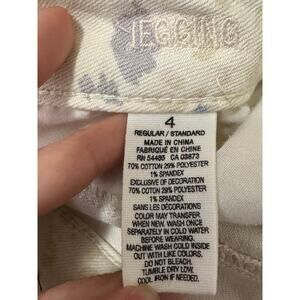 JEGGING
4
REGULAR / STANDARD
MADE IN CHINA
FABRIQUÉ EN CHINE
RN 54485 CA 03873
70% COTTON 29% POLYESTER
1% SPANDEX
EXCLUSIVE OF DECORATION
70% COTON 29% POLYESTER
1% SPANDEX
SANS LES DÉCORATIONS
COLOR MAY TRANSFER
WHEN NEW. WASH ONCE
SEPARATELY IN COLD WATER
BEFORE WEARING.
MACHINE WASH COLD INSIDE
OUT WITH LIKE COLORS.
DO NOT BLEACH.
TUMBLE DRY LOW.
COOL IRON IF NEEDED.